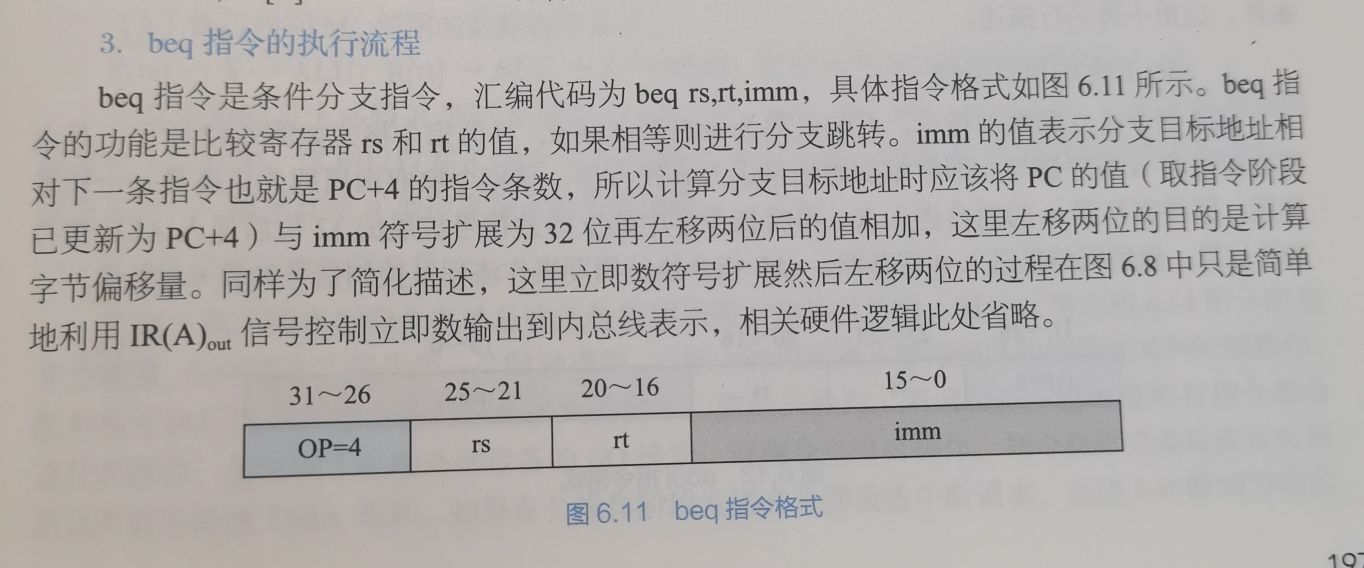 3. beq 指令的执行流程
beq 指令是条件分支指令，汇编代码为 beq rs,rt,imm，具体指令格式如图 6.11 所示。beq 指
令的功能是比较寄存器 rs 和 rt 的值，如果相等则进行分支跳转。imm 的值表示分支目标地址相
对下一条指令也就是 PC+4 的指令条数，所以计算分支目标地址时应该将 PC 的值（取指令阶段
已更新为 PC+4）与 imm 符号扩展为 32 位再左移两位后的值相加，这里左移两位的目的是计算
字节偏移量。同样为了简化描述，这里立即数符号扩展然后左移两位的过程在图 6.8 中只是简单
地利用 IR(A)out 信号控制立即数输出到内总线表示，相关硬件逻辑此处省略。
31～26 25～21 20～16 15～0
OP=4 rs rt imm
图 6.11 beq 指令格式
197